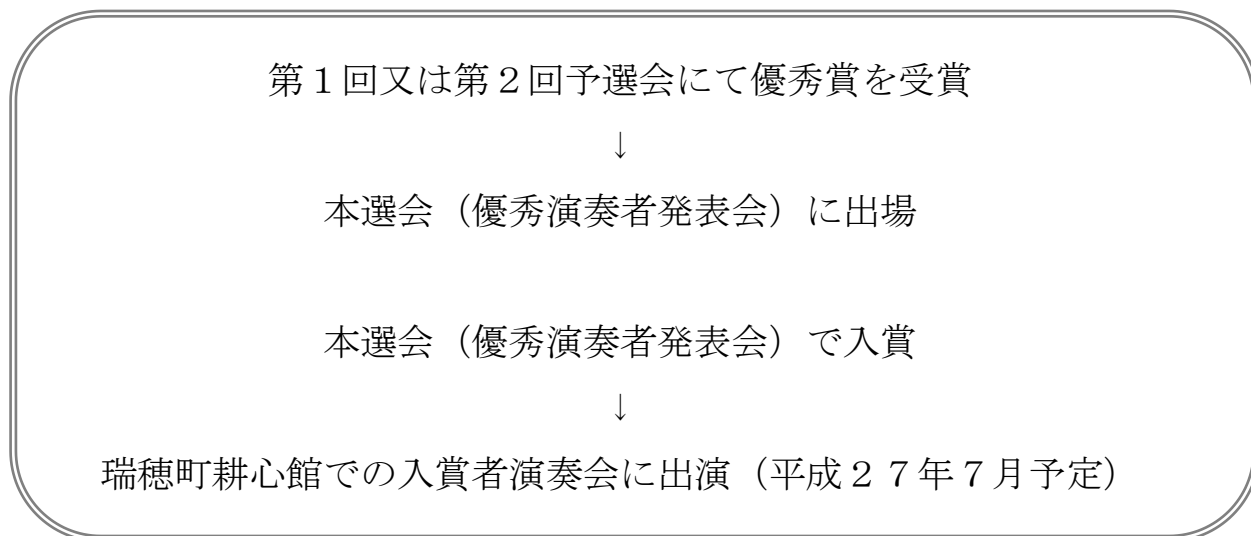 第１回又は第２回予選会にて優秀賞を受賞
↓
本選会（優秀演奏者発表会）に出場
本選会（優秀演奏者発表会）で入賞
↓
瑞穂町耕心館での入賞者演奏会に出演（平成２７年７月予定）